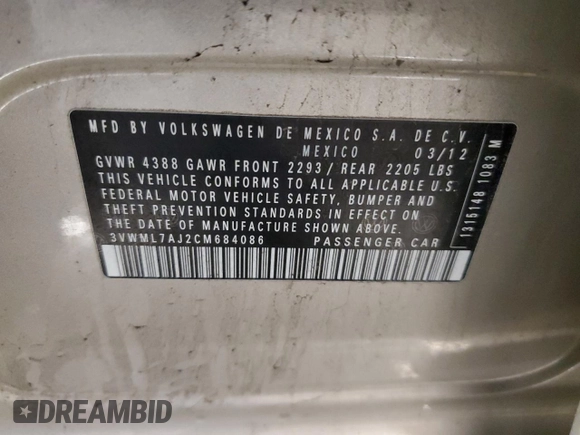 MFD BY VOLKSWAGEN DE MEXICO S.A. DE C.V.
MEXICO 03/12
GVWR 4388 GAWR FRONT 2293/ REAR 2205 LBS
THIS VEHICLE CONFORMS TO ALL APPLICABLE U.S.
FEDERAL MOTOR VEHICLE SAFETY, BUMPER AND
THEFT PREVENTION STANDARDS IN EFFECT ON
THE DATE OF MANUFACTURE SHOWN ABOVE.
3VWML7AJ2CM684086 PASSENGER CAR
1315148 1083 M
DREAMBID